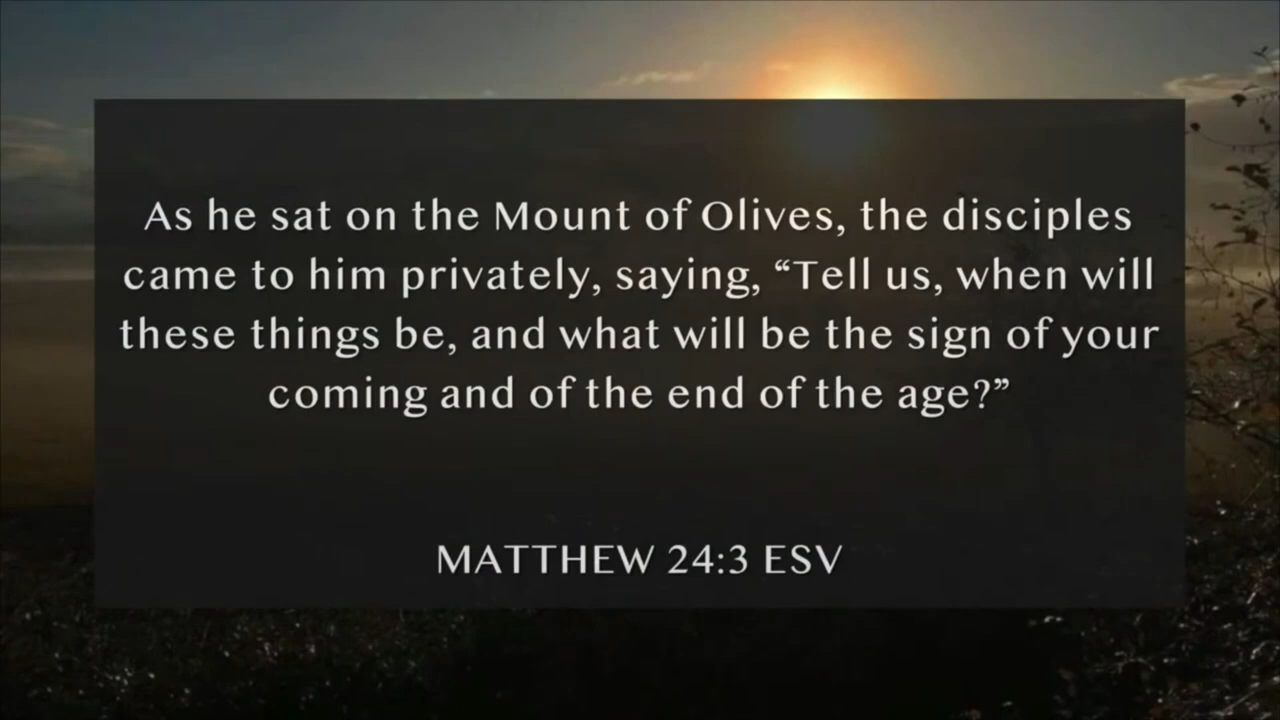 As he sat on the Mount of Olives, the disciples
came to him privately, saying, “Tell us, when will
these things be, and what will be the sign of your
coming and of the end of the age?”
MATTHEW 24:3 ESV